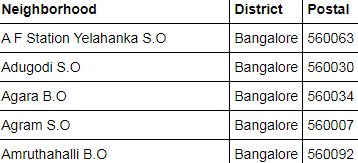 Neighborhood District Postal
A F Station Yelahanka S.O Bangalore 560063
Adugodi S.O Bangalore 560030
Agara B.O Bangalore 560034
Agram S.O Bangalore 560007
Amruthahalli B.O Bangalore 560092